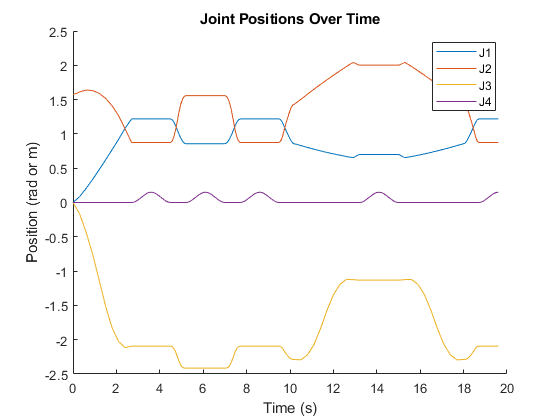 Joint Positions Over Time
2.5
2
1.5
1
0.5
0
-0.5
-1
-1.5
-2
-2.5
Position (rad or m)
J1
J2
J3
J4
0 2 4 6 8 10 12 14 16 18 20
Time (s)